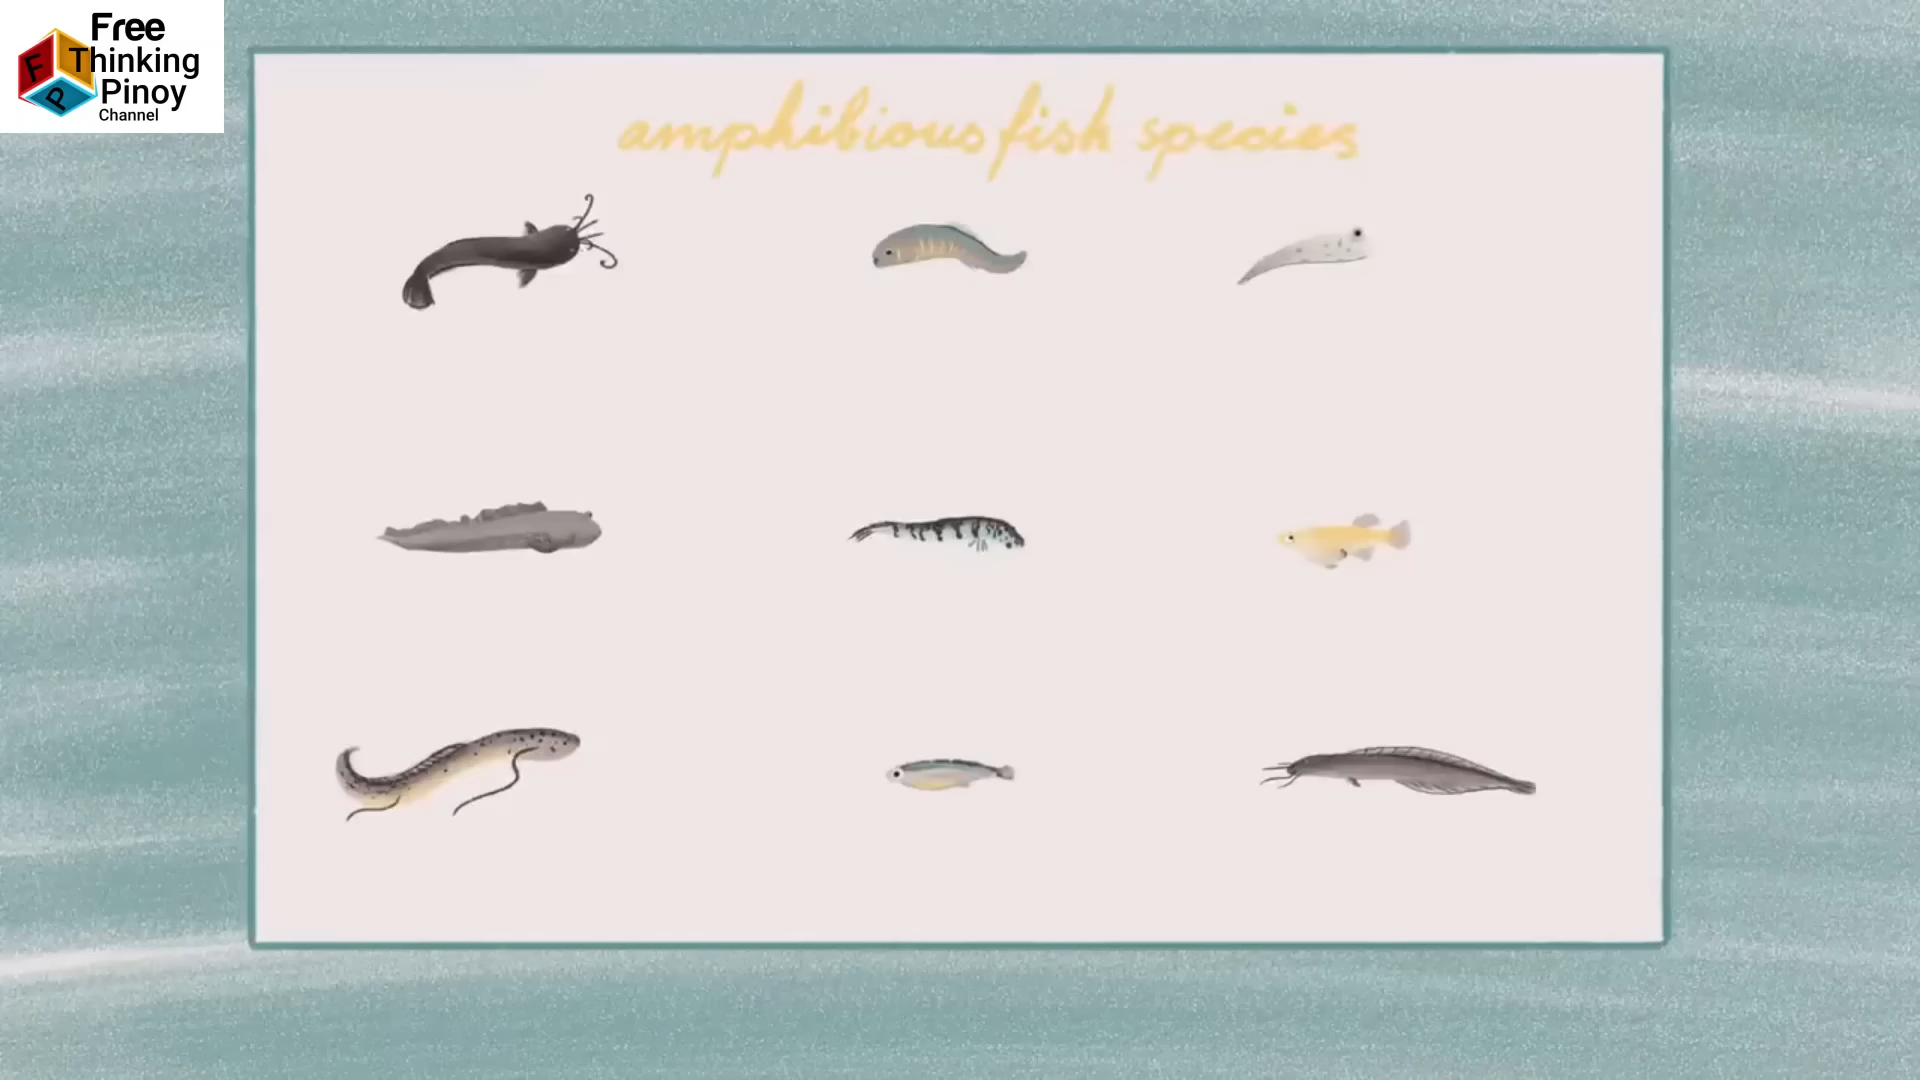 Free
Thinking
Pinoy
Channel
F
P
amphibious fish species